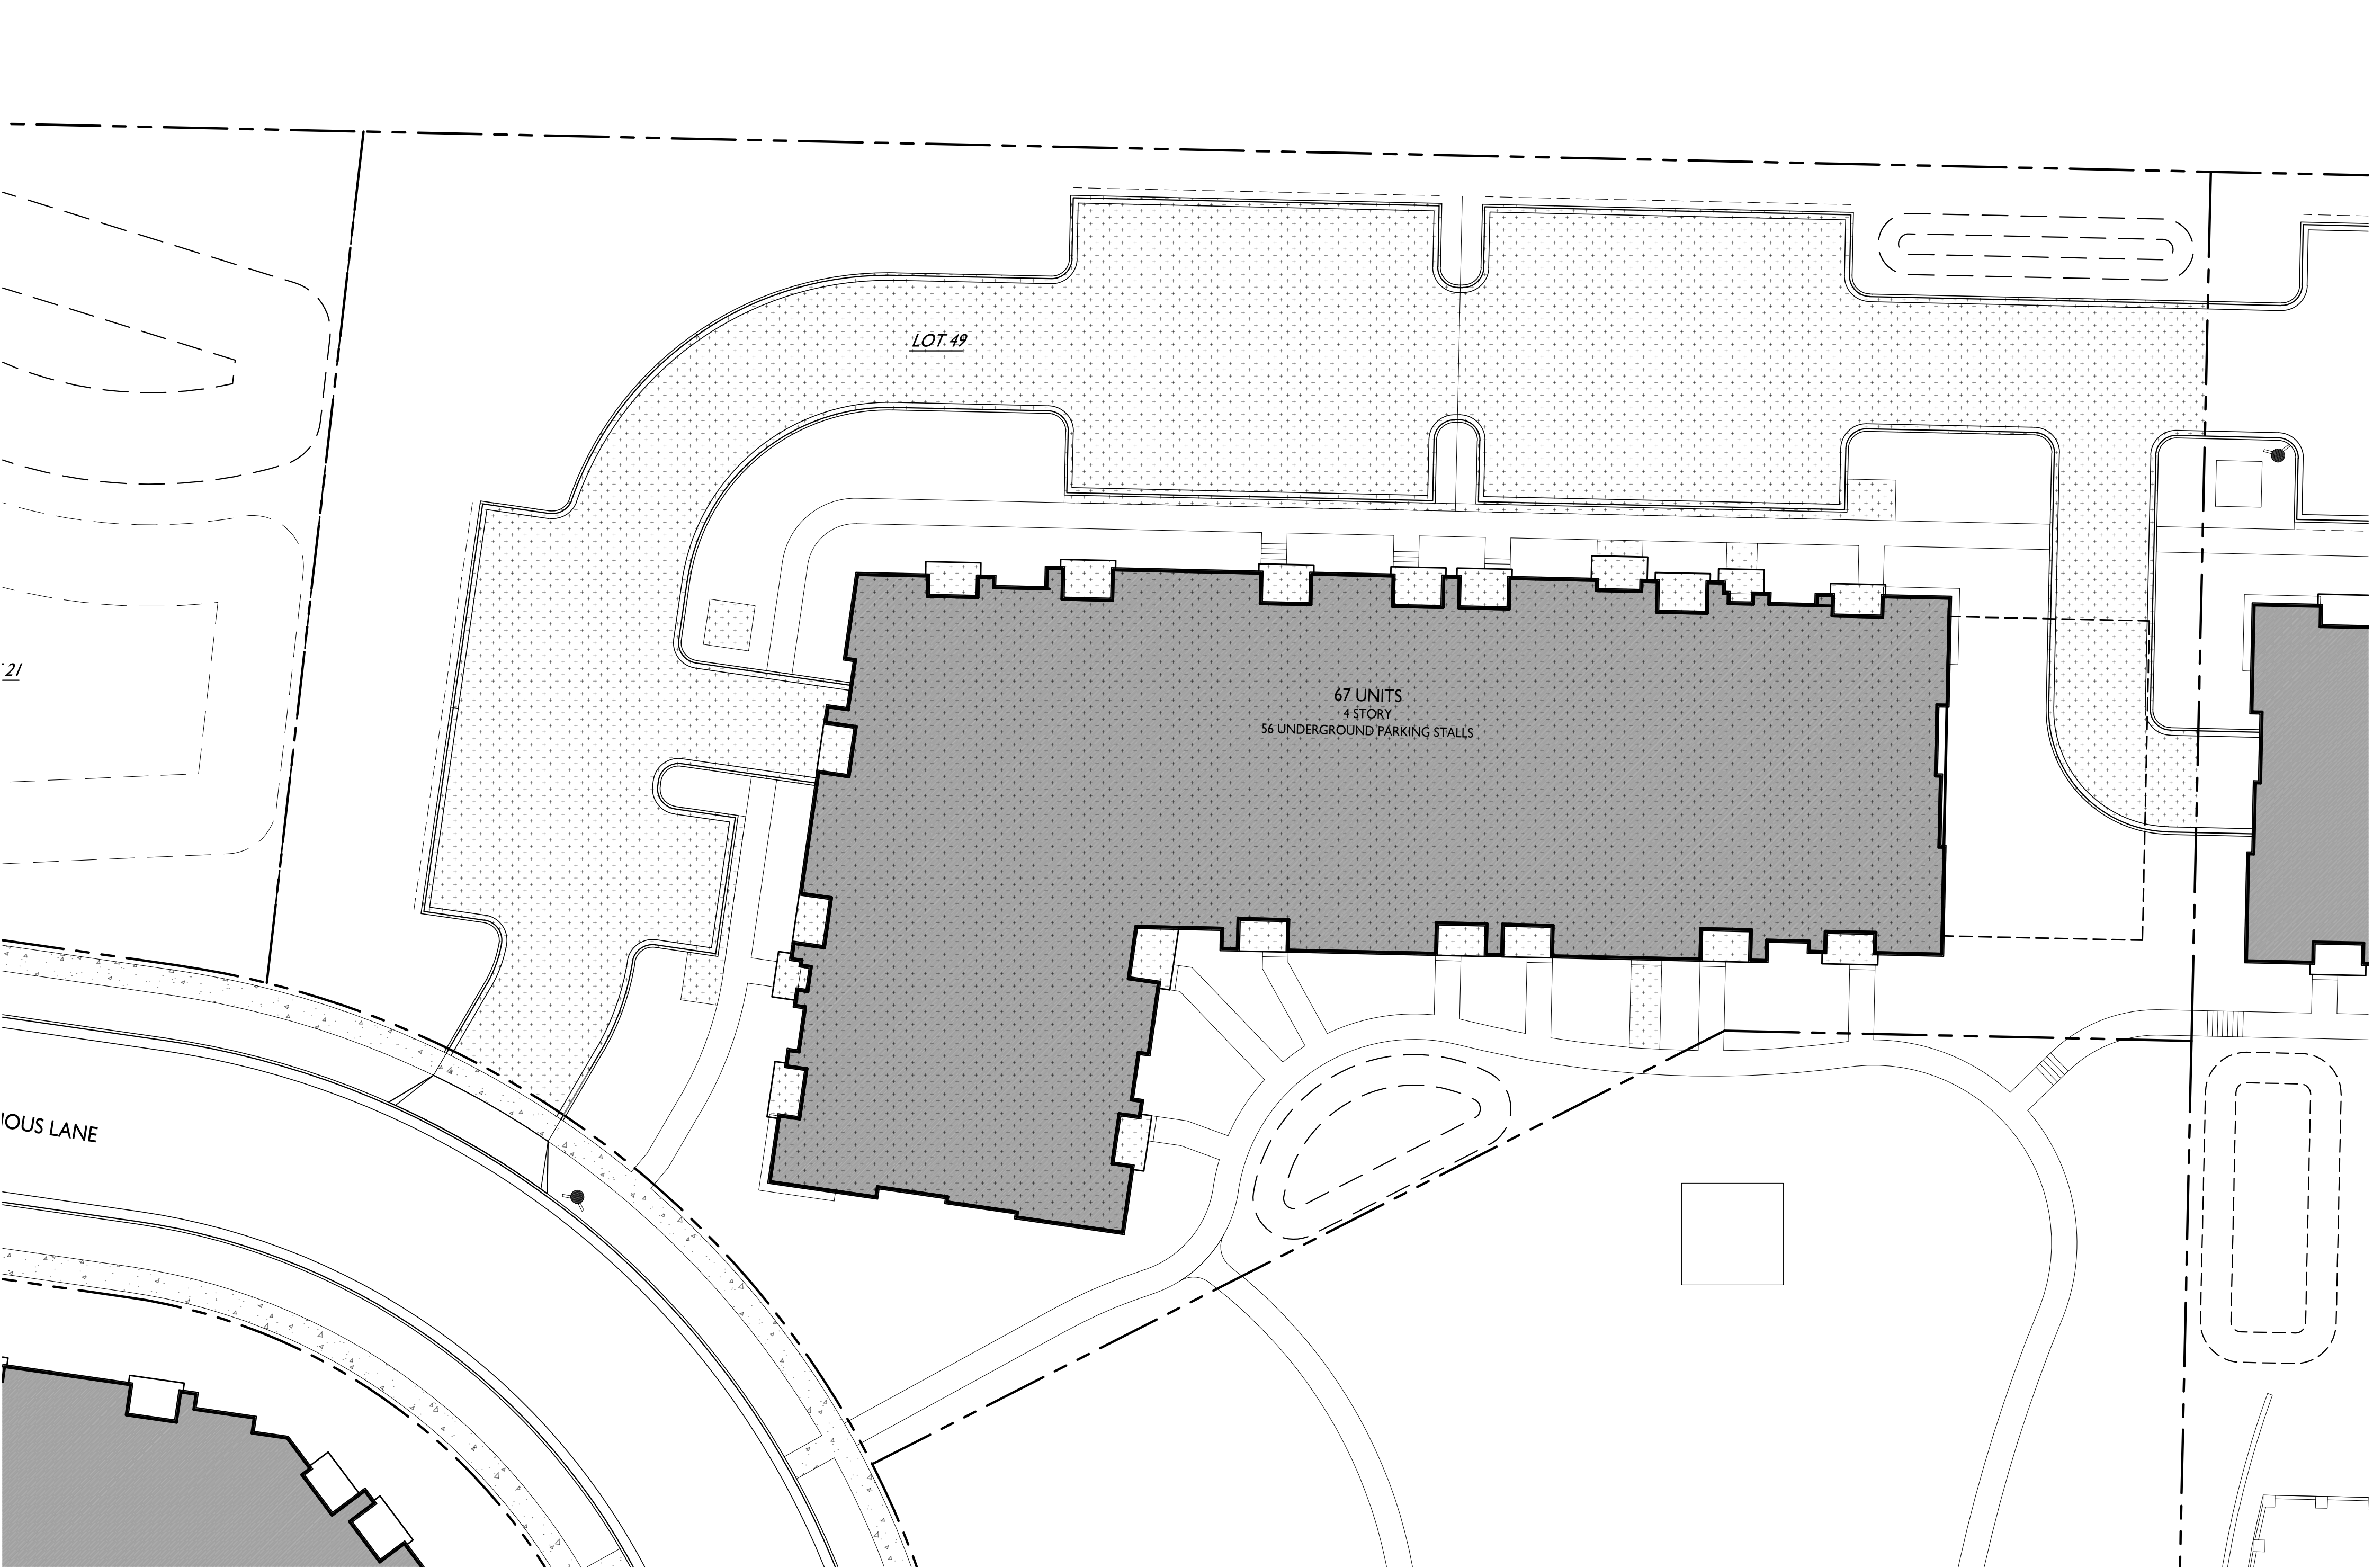 LOT 49
21
67 UNITS
4 STORY
56 UNDERGROUND PARKING STALLS
IOUS LANE